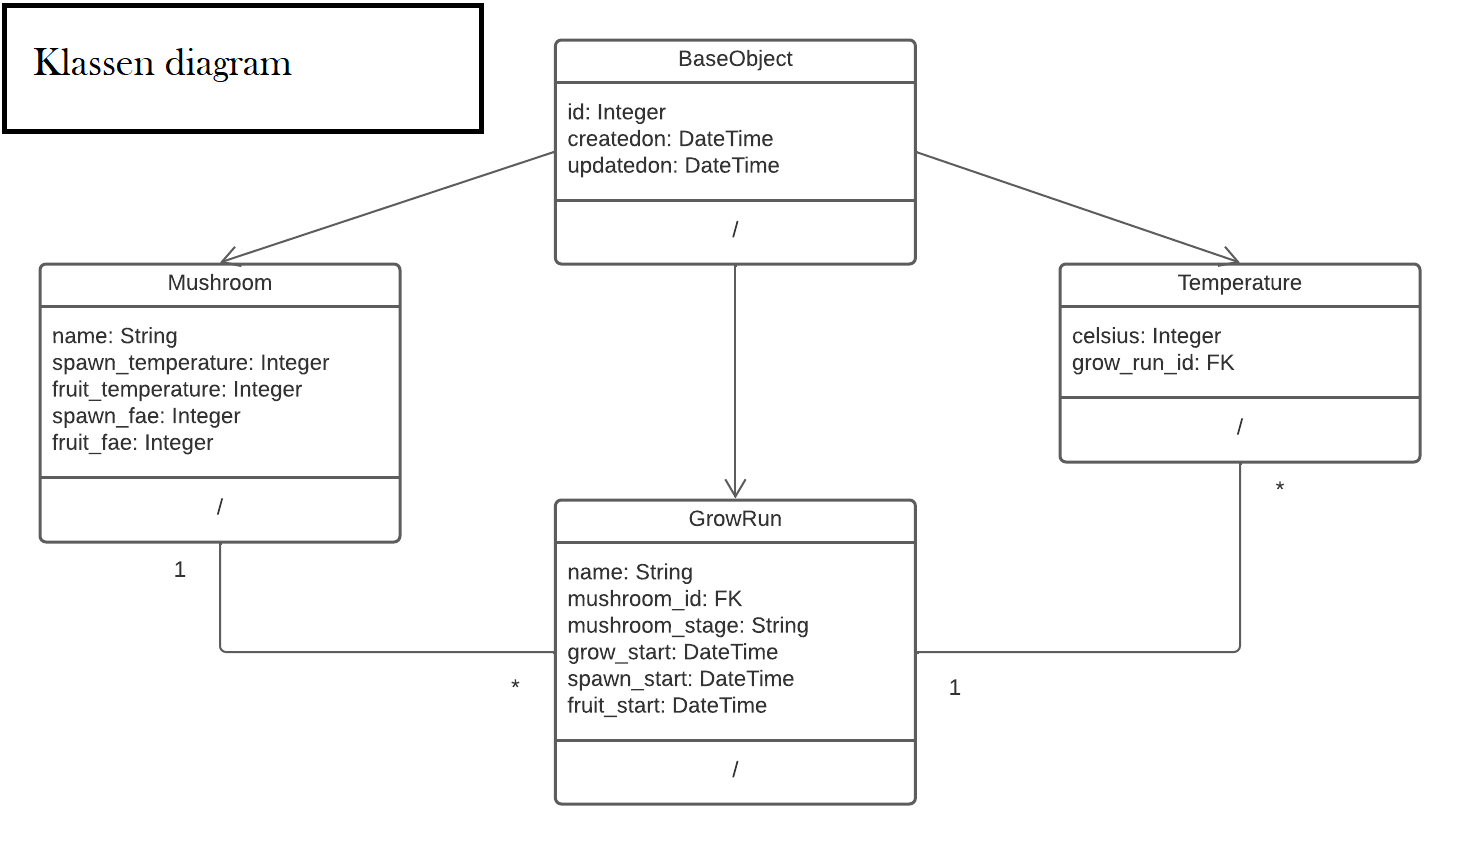 Klassen diagram
BaseObject
id: Integer
createdon: DateTime
updatedon: DateTime
/
Mushroom
name: String
spawn_temperature: Integer
fruit_temperature: Integer
spawn_fae: Integer
fruit_fae: Integer
/
1
*
Temperature
celsius: Integer
grow_run_id: FK
/
*
1
GrowRun
name: String
mushroom_id: FK
mushroom_stage: String
grow_start: DateTime
spawn_start: DateTime
fruit_start: DateTime
/